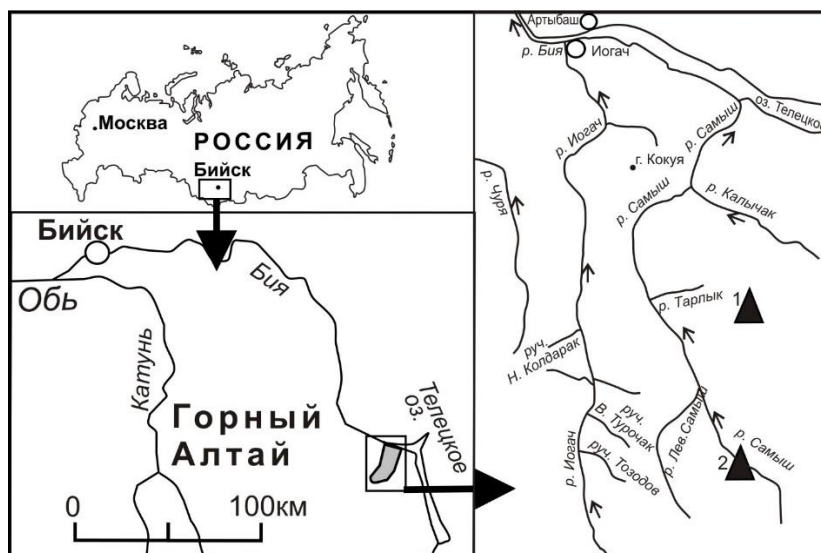 Москва
РОССИЯ
Бийск
Бийск
Обь
Бия
Катунь
Телецкое
оз.
Горный
Алтай
0
100км
Артыбаш
р. Бия
Иогач
оз. Телецкое
р. Самыш
р. Иогач
г. Кокуя
р. Чуря
р. Самыш
р. Калычак
р. Тарлык
1
руч.
Н. Колдарак
руч.
В. Турочак
руч. Тозодов
р. Иогач
р. Лев.Самыш
р. Самыш
2